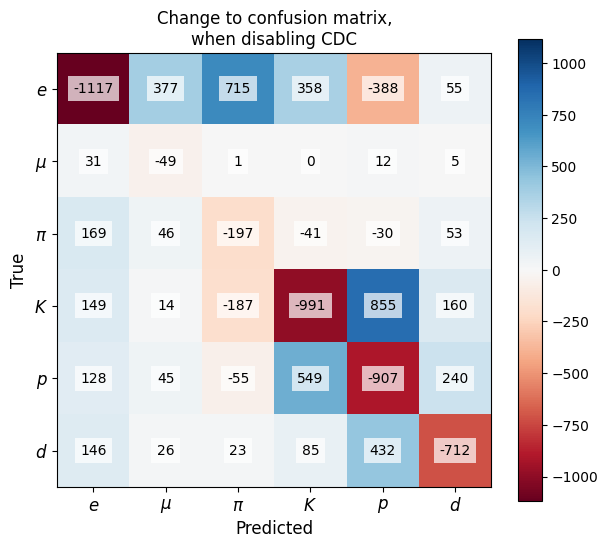 Change to confusion matrix,
when disabling CDC
e -1117 377 715 358 -388 55
μ 31 -49 1 0 12 5
π 169 46 -197 -41 -30 53
K 149 14 -187 -991 855 160
p 128 45 -55 549 -907 240
d 146 26 23 85 432 -712
e μ π K p d
Predicted
True
1000
750
500
250
0
−250
−500
−750
−1000